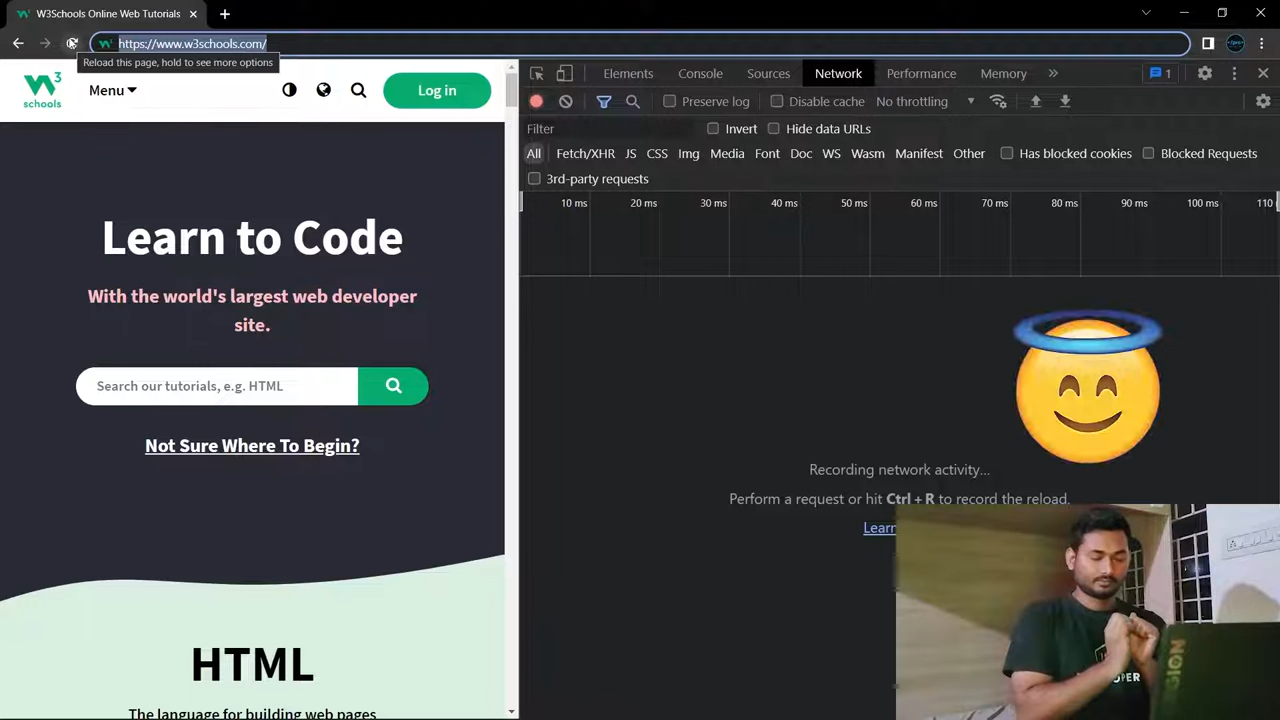 W3Schools Online Web Tutorials
https://www.w3schools.com/
Reload this page, hold to see more options
W3
schools
Menu
Log in
Learn to Code
With the world's largest web developer
site.
Search our tutorials, e.g. HTML
Not Sure Where To Begin?
HTML
The language for building web pages
Elements Console Sources Network Performance Memory » 1
Preserve log Disable cache No throttling
Filter Invert Hide data URLs
All Fetch/XHR JS CSS Img Media Font Doc WS Wasm Manifest Other Has blocked cookies Blocked Requests
3rd-party requests
10 ms 20 ms 30 ms 40 ms 50 ms 60 ms 70 ms 80 ms 90 ms 100 ms 110
Recording network activity...
Perform a request or hit Ctrl + R to record the reload.
Learn